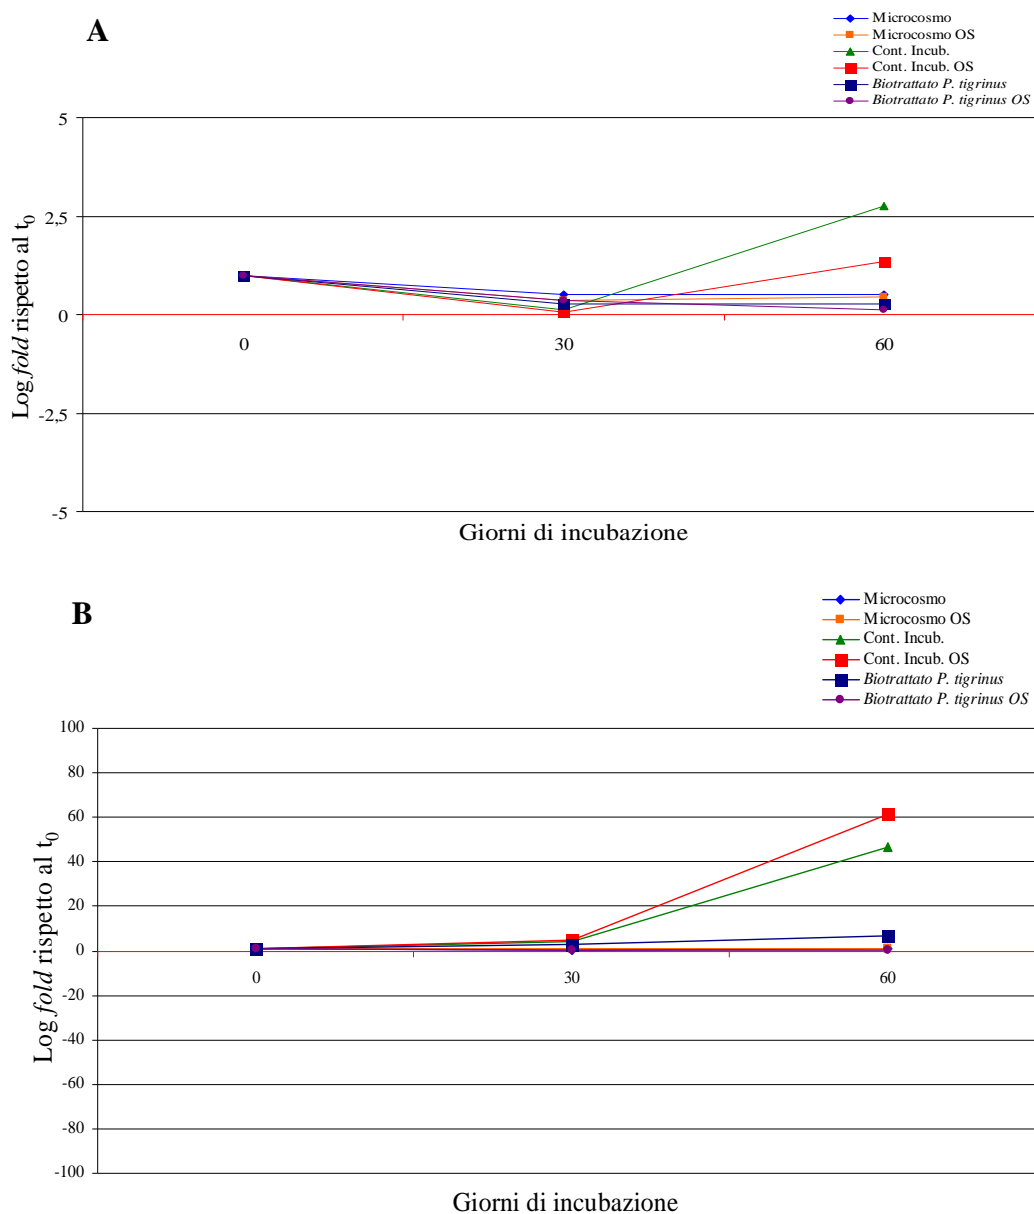 A
Microcosmo
Microcosmo OS
Cont. Incub.
Cont. Incub. OS
Biotrattato P. tigrinus
Biotrattato P. tigrinus OS
Log fold rispetto al t0
5
2,5
0
-2,5
-5
0 30 60
Giorni di incubazione
B
Microcosmo
Microcosmo OS
Cont. Incub.
Cont. Incub. OS
Biotrattato P. tigrinus
Biotrattato P. tigrinus OS
Log fold rispetto al t0
100
80
60
40
20
0
-20
-40
-60
-80
-100
0 30 60
Giorni di incubazione